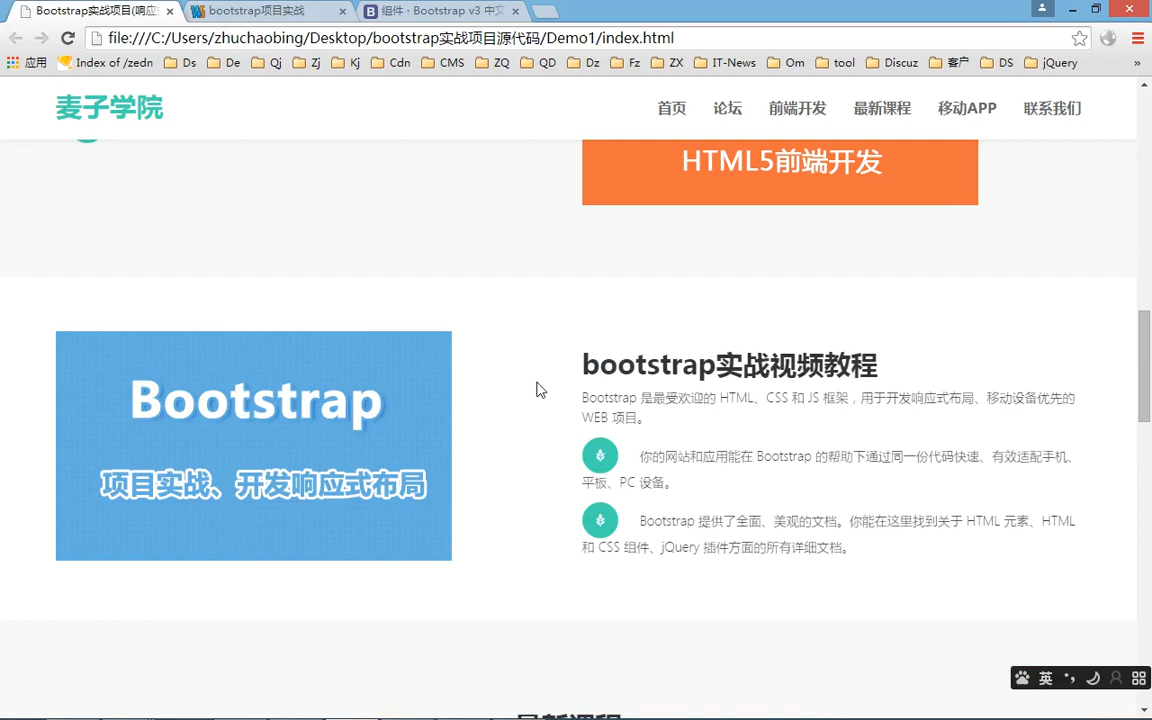 Bootstrap实战项目(响应
bootstrap项目实战
组件 · Bootstrap v3 中文
file:///C:/Users/zhuchaobing/Desktop/bootstrap实战项目源代码/Demo1/index.html
应用 Index of /zedn Ds De Qj Zj Kj Cdn CMS ZQ QD Dz Fz ZX IT-News Om tool Discuz 客户 DS jQuery »
麦子学院 首页 论坛 前端开发 最新课程 移动APP 联系我们
HTML5前端开发
Bootstrap
项目实战、开发响应式布局
bootstrap实战视频教程
Bootstrap 是最受欢迎的 HTML、CSS 和 JS 框架，用于开发响应式布局、移动设备优先的
WEB 项目。
你的网站和应用能在 Bootstrap 的帮助下通过同一份代码快速、有效适配手机、
平板、PC 设备。
Bootstrap 提供了全面、美观的文档。你能在这里找到关于 HTML 元素、HTML
和 CSS 组件、jQuery 插件方面的所有详细文档。
最新课程
英